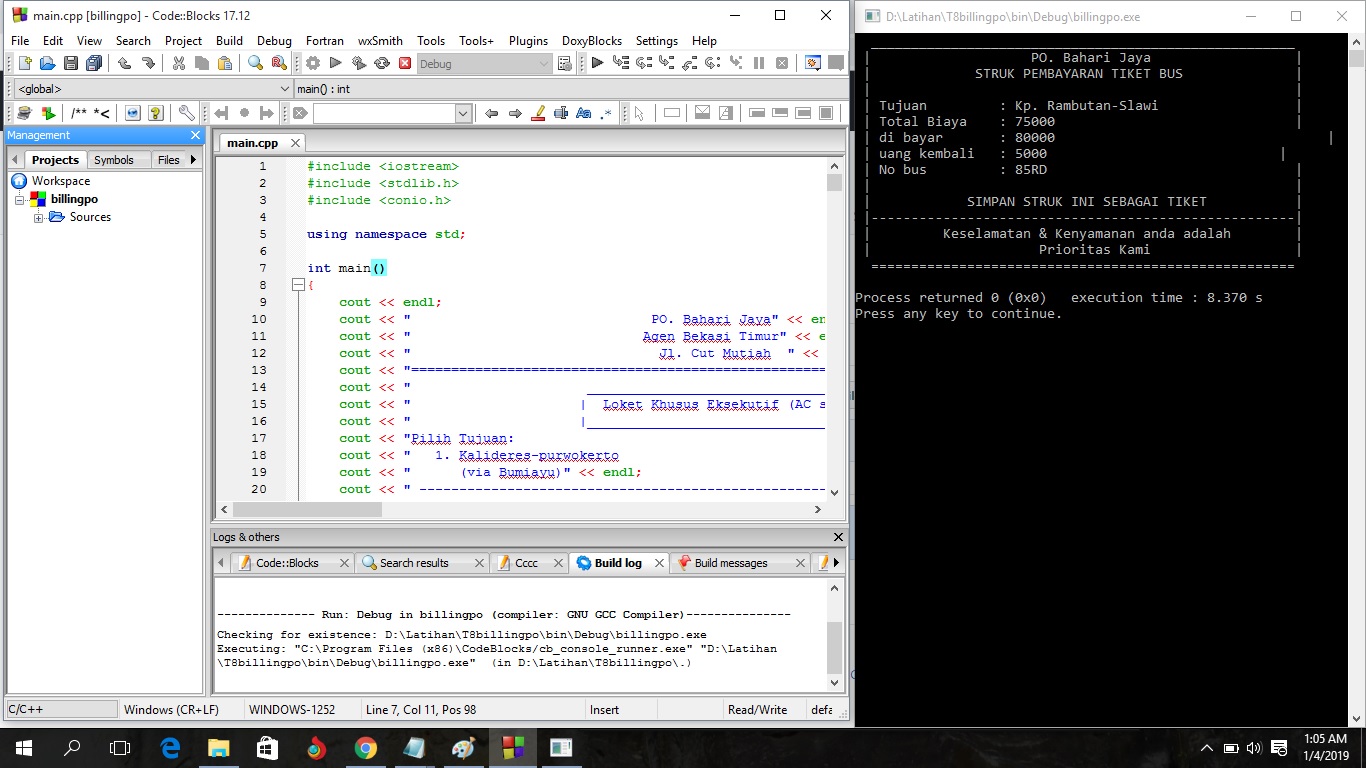 main.cpp [billingpo] - Code::Blocks 17.12
File Edit View Search Project Build Debug Fortran wxSmith Tools Tools+ Plugins DoxyBlocks Settings Help
Debug
<global>
main() : int
/** *<
Aa .*
Management
Projects Symbols Files
Workspace
billingpo
Sources
main.cpp
1 #include <iostream>
2 #include <stdlib.h>
3 #include <conio.h>
4
5 using namespace std;
6
7 int main()
8 {
9 cout << endl;
10 cout << " PO. Bahari Jaya" << en
11 cout << " Agen Bekasi Timur" << e
12 cout << " Jl. Cut Mutiah " <<
13 cout << "====================================================
14 cout << " ______________________________
15 cout << " | Loket Khusus Eksekutif (AC s
16 cout << " |______________________________
17 cout << "Pilih Tujuan:
18 cout << " 1. Kalideres-purwokerto
19 cout << " (via Bumiayu)" << endl;
20 cout << " ---------------------------------------------------
Logs & others
Code::Blocks Search results Cccc Build log Build messages
-------------- Run: Debug in billingpo (compiler: GNU GCC Compiler)---------------
Checking for existence: D:\Latihan\T8billingpo\bin\Debug\billingpo.exe
Executing: "C:\Program Files (x86)\CodeBlocks/cb_console_runner.exe" "D:\Latihan
\T8billingpo\bin\Debug\billingpo.exe" (in D:\Latihan\T8billingpo\.)
C/C++ Windows (CR+LF) WINDOWS-1252 Line 7, Col 11, Pos 98 Insert Read/Write defa
D:\Latihan\T8billingpo\bin\Debug\billingpo.exe
_____________________________________________________
| PO. Bahari Jaya |
| STRUK PEMBAYARAN TIKET BUS |
| |
| Tujuan : Kp. Rambutan-Slawi |
| Total Biaya : 75000 |
| di bayar : 80000 |
| uang kembali : 5000 |
| No bus : 85RD |
| |
| SIMPAN STRUK INI SEBAGAI TIKET |
|-----------------------------------------------------|
| Keselamatan & Kenyamanan anda adalah |
| Prioritas Kami |
=====================================================
Process returned 0 (0x0) execution time : 8.370 s
Press any key to continue.
1:05 AM
1/4/2019